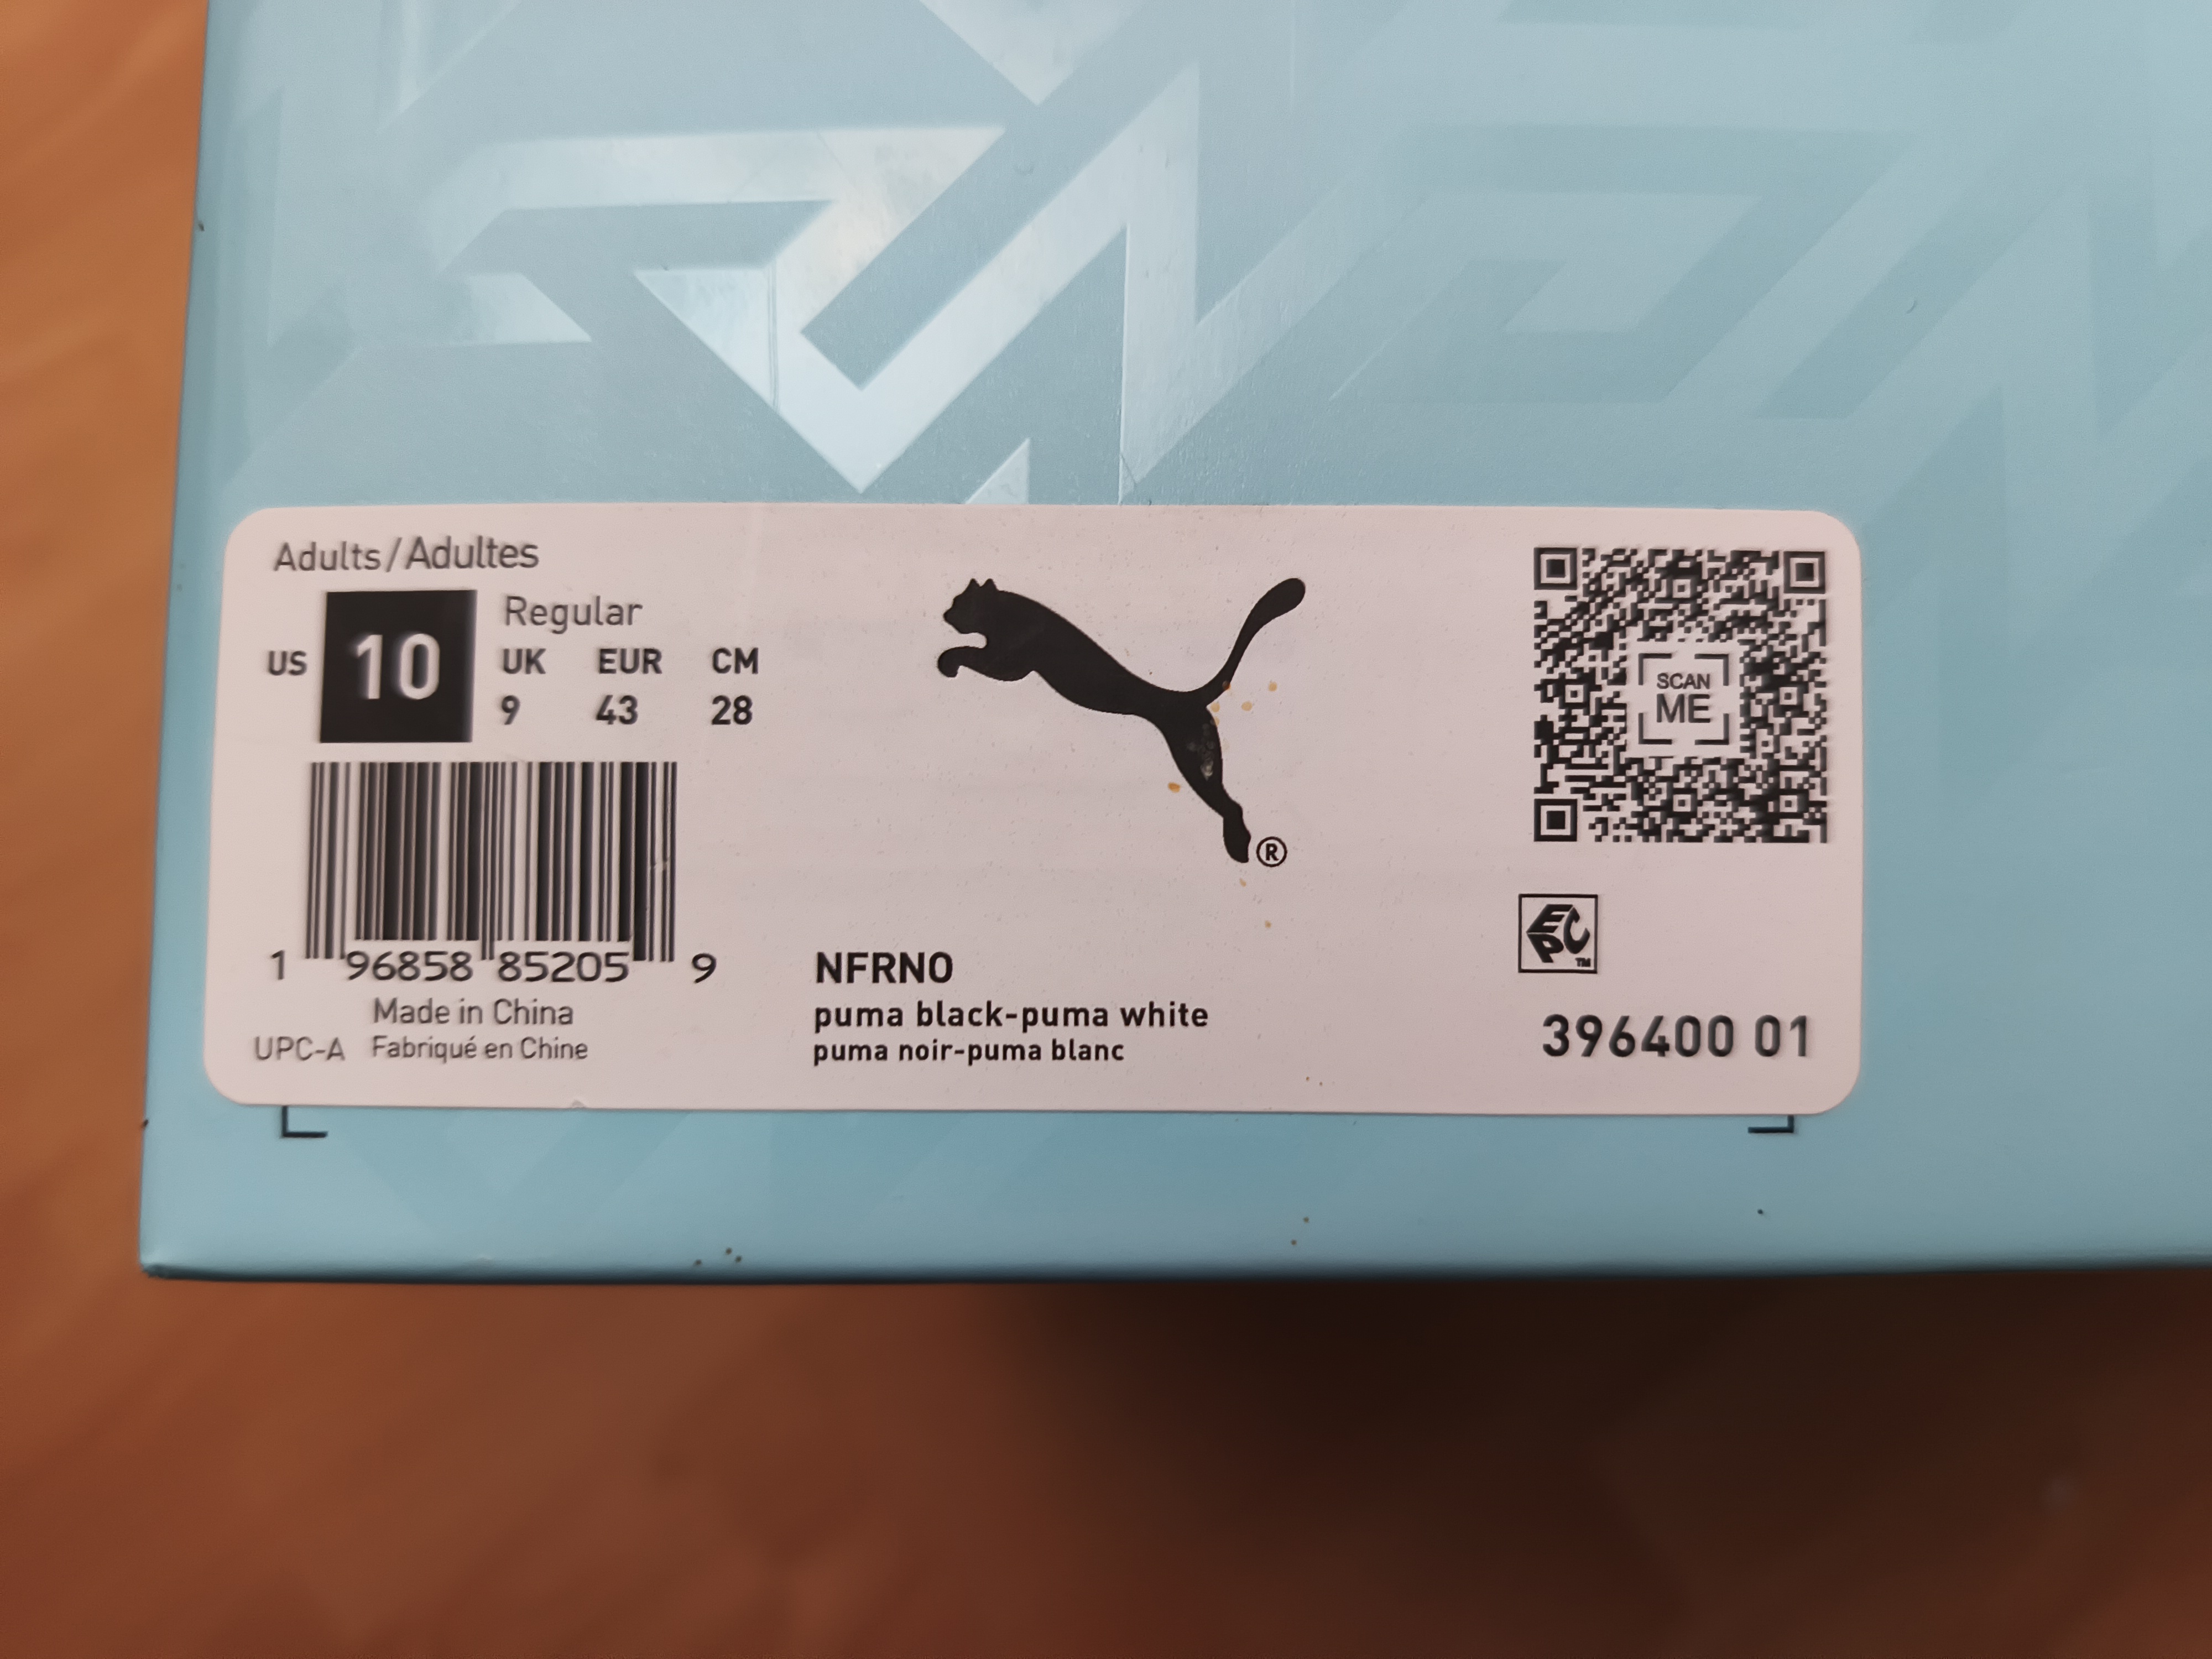 Adults/Adultes
US 10
Regular
UK EUR CM
9 43 28
1 96858 85205 9
Made in China
UPC-A Fabriqué en Chine
®
NFRNO
puma black-puma white
puma noir-puma blanc
SCAN
ME
EPC™
396400 01